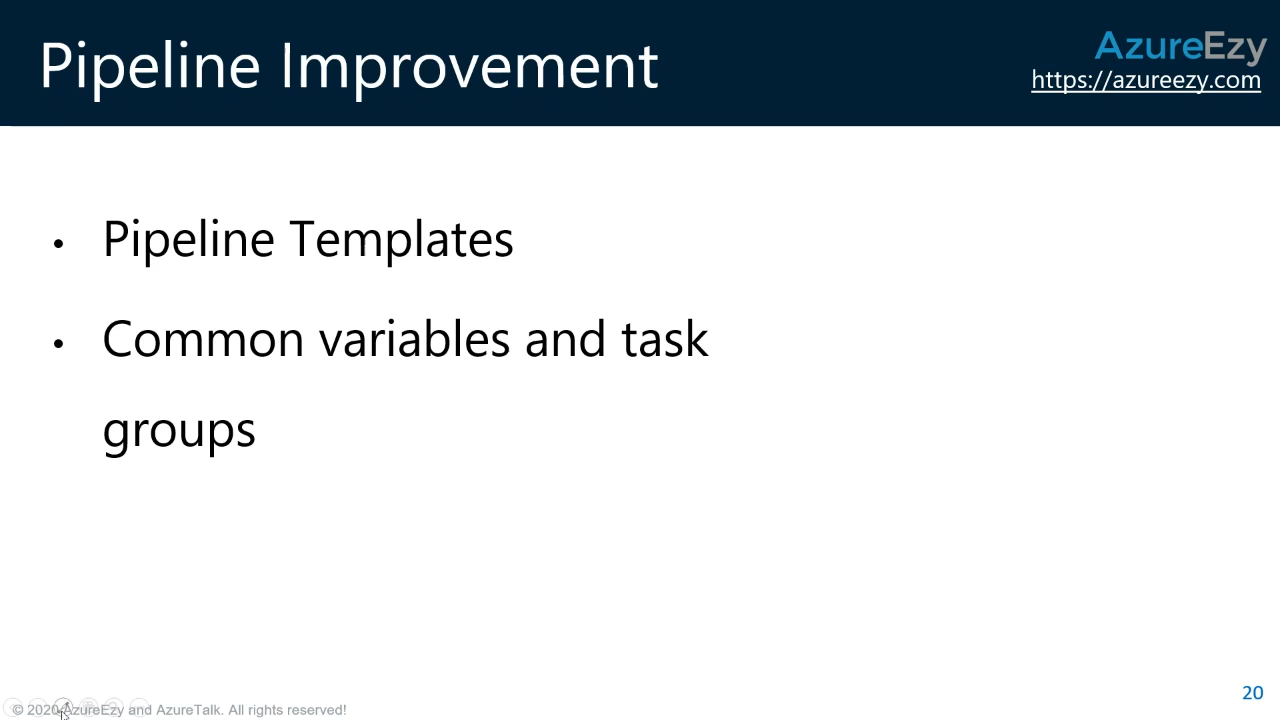 Pipeline Improvement
AzureEzy
https://azureezy.com
• Pipeline Templates
• Common variables and task
groups
20
© 2020 AzureEzy and AzureTalk. All rights reserved!